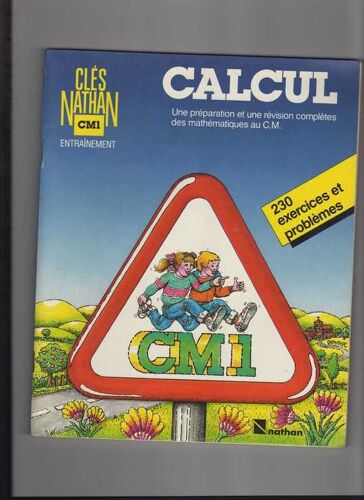 CLÉS
NATHAN
CM1
ENTRAÎNEMENT
CALCUL
Une préparation et une révision complètes
des mathématiques au C.M.
230
exercices et
problèmes
CM1
nathan